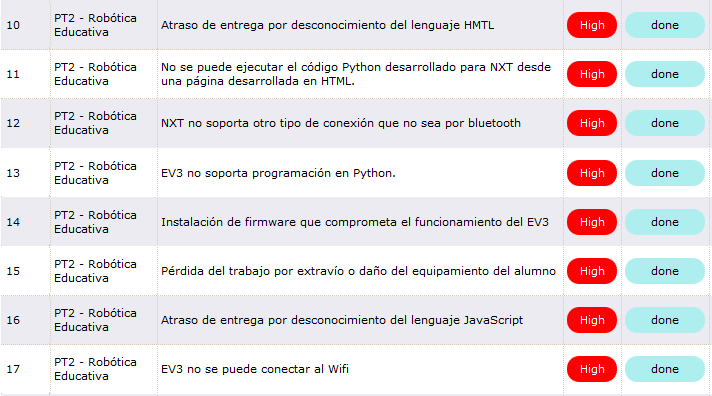 10 PT2 - Robótica Educativa Atraso de entrega por desconocimiento del lenguaje HMTL High done
11 PT2 - Robótica Educativa No se puede ejecutar el código Python desarrollado para NXT desde una página desarrollada en HTML. High done
12 PT2 - Robótica Educativa NXT no soporta otro tipo de conexión que no sea por bluetooth High done
13 PT2 - Robótica Educativa EV3 no soporta programación en Python. High done
14 PT2 - Robótica Educativa Instalación de firmware que comprometa el funcionamiento del EV3 High done
15 PT2 - Robótica Educativa Pérdida del trabajo por extravío o daño del equipamiento del alumno High done
16 PT2 - Robótica Educativa Atraso de entrega por desconocimiento del lenguaje JavaScript High done
17 PT2 - Robótica Educativa EV3 no se puede conectar al Wifi High done